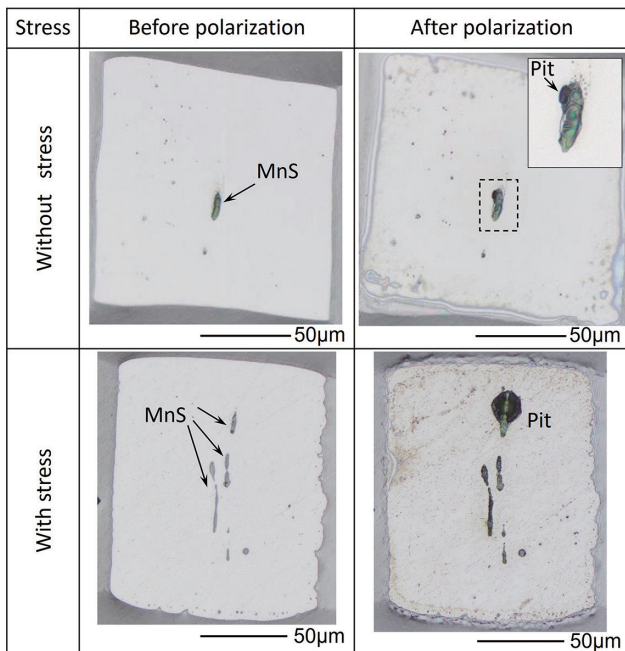 Stress
Before polarization
After polarization
Without stress
MnS
50μm
Pit
50μm
With stress
MnS
50μm
Pit
50μm